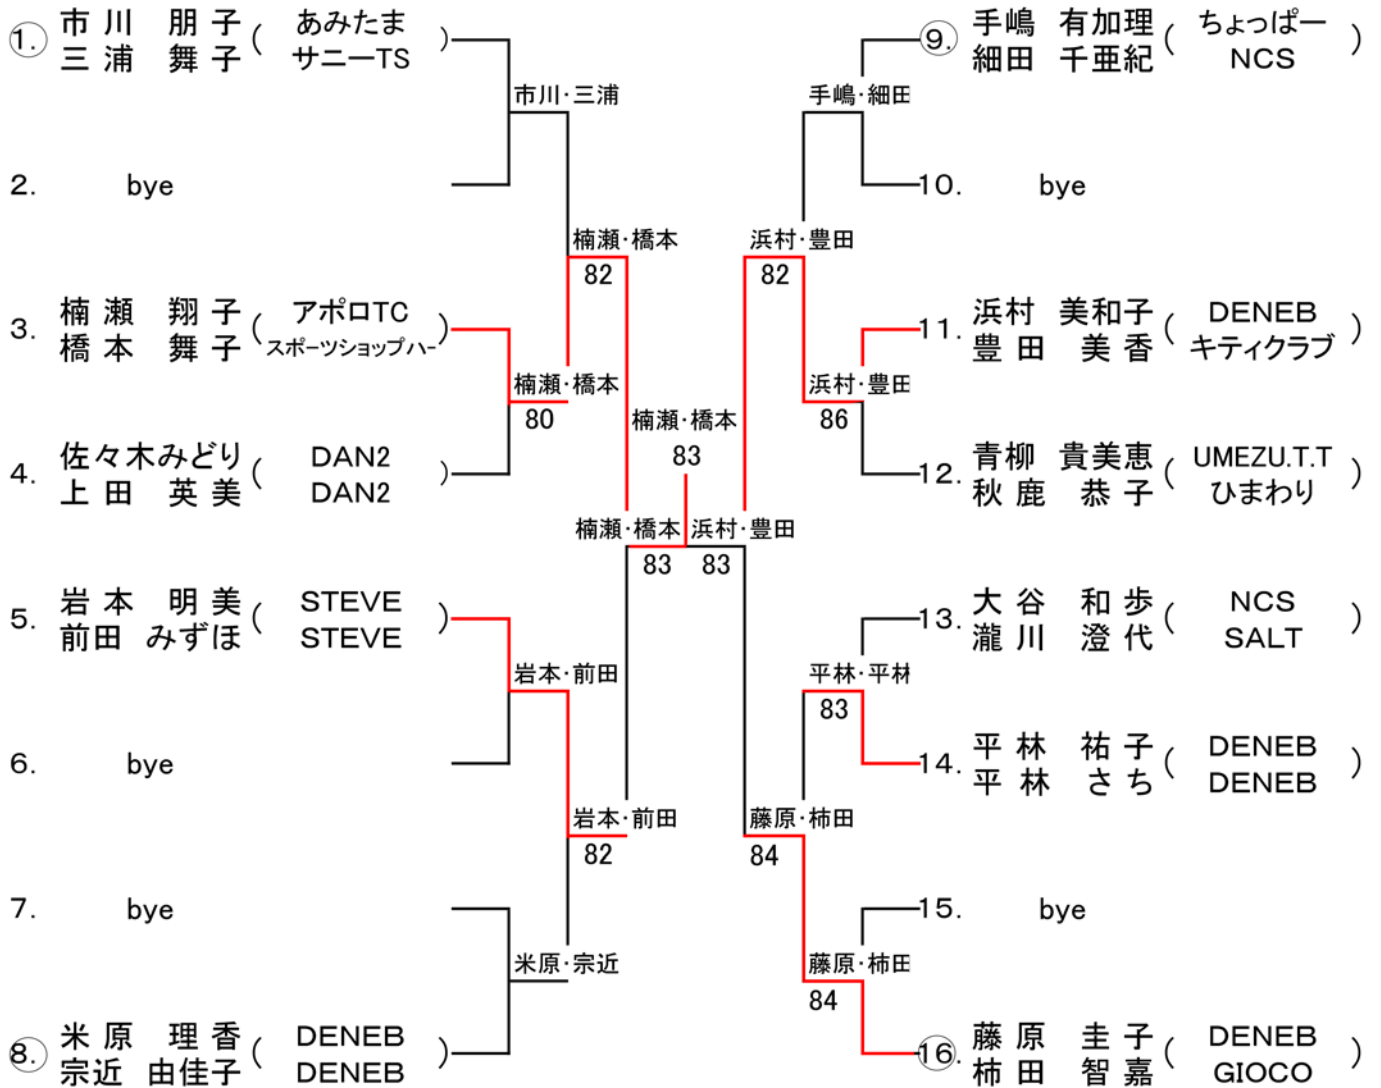 1. 市川 朋子 ( あみたま )
三浦 舞子 サニーTS
市川・三浦
2. bye
楠瀬・橋本
82
3. 楠瀬 翔子 ( アポロTC )
橋本 舞子 スポーツショップハー
楠瀬・橋本
80
4. 佐々木みどり ( DAN2 )
上田 英美 DAN2
楠瀬・橋本
83
楠瀬・橋本
83
5. 岩本 明美 ( STEVE )
前田 みずほ STEVE
岩本・前田
6. bye
岩本・前田
82
7. bye
米原・宗近
8. 米原 理香 ( DENEB )
宗近 由佳子 DENEB
9. 手嶋 有加理 ( ちょっぱー )
細田 千亜紀 NCS
手嶋・細田
10. bye
浜村・豊田
82
11. 浜村 美和子 ( DENEB )
豊田 美香 キティクラブ
浜村・豊田
86
12. 青柳 貴美恵 ( UMEZU.T.T )
秋鹿 恭子 ひまわり
浜村・豊田
83
13. 大谷 和歩 ( NCS )
瀧川 澄代 SALT
平林・平林
83
14. 平林 祐子 ( DENEB )
平林 さち DENEB
藤原・柿田
84
15. bye
藤原・柿田
84
16. 藤原 圭子 ( DENEB )
柿田 智嘉 GIOCO